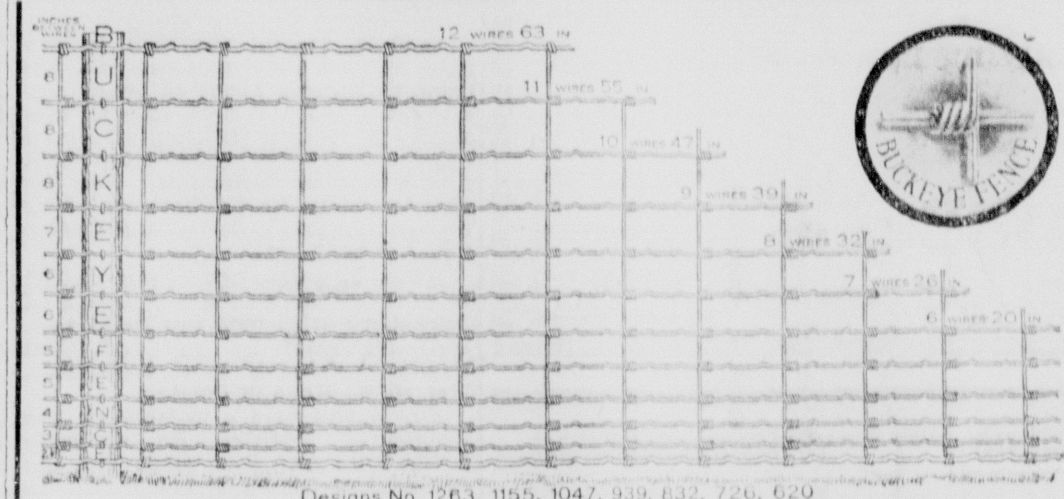 INCHES
BETWEEN
WIRES
BUCKEYE FENCE
8
8
8
7
6
6
5
5
4
3
12 WIRES 63 IN
11 WIRES 55 IN
10 WIRES 47 IN
9 WIRES 39 IN
8 WIRES 32 IN
7 WIRES 26 IN
6 WIRES 20 IN
BUCKEYE FENCE
Designs No. 1263, 1155, 1047, 939, 832, 726, 620